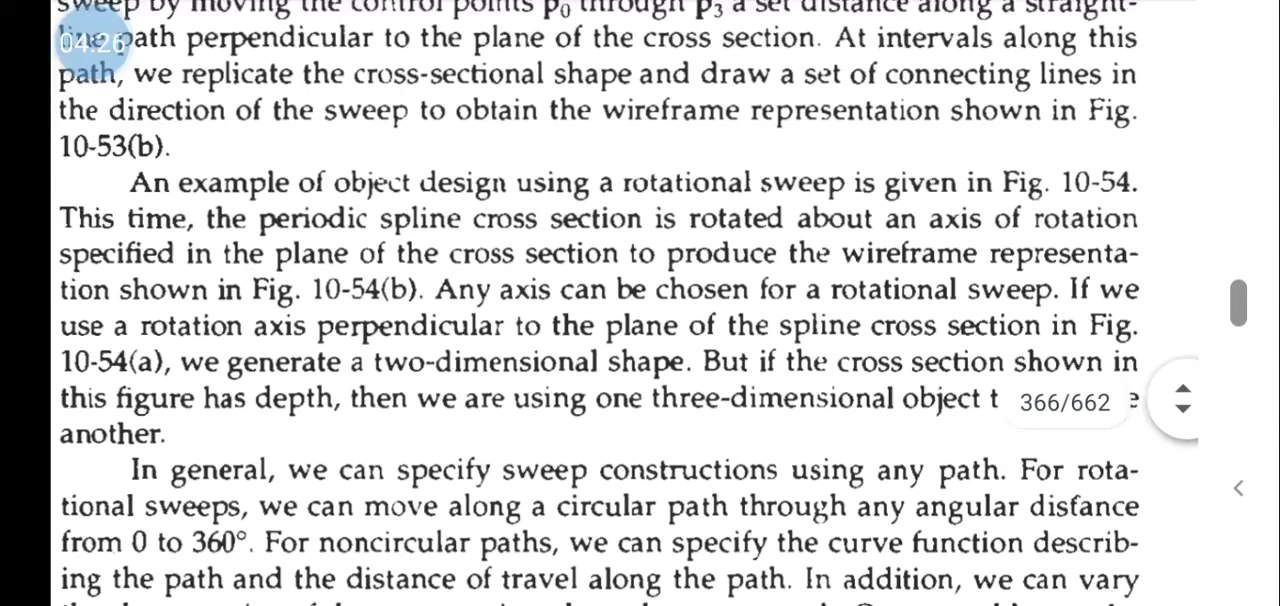 sweep by moving the control points p0 through p3 a set distance along a straight-
line path perpendicular to the plane of the cross section. At intervals along this
04:26
path, we replicate the cross-sectional shape and draw a set of connecting lines in
the direction of the sweep to obtain the wireframe representation shown in Fig.
10-53(b).
An example of object design using a rotational sweep is given in Fig. 10-54.
This time, the periodic spline cross section is rotated about an axis of rotation
specified in the plane of the cross section to produce the wireframe representa-
tion shown in Fig. 10-54(b). Any axis can be chosen for a rotational sweep. If we
use a rotation axis perpendicular to the plane of the spline cross section in Fig.
10-54(a), we generate a two-dimensional shape. But if the cross section shown in
this figure has depth, then we are using one three-dimensional object t
366/662
another.
In general, we can specify sweep constructions using any path. For rota-
tional sweeps, we can move along a circular path through any angular distance
from 0 to 360°. For noncircular paths, we can specify the curve function describ-
ing the path and the distance of travel along the path. In addition, we can vary